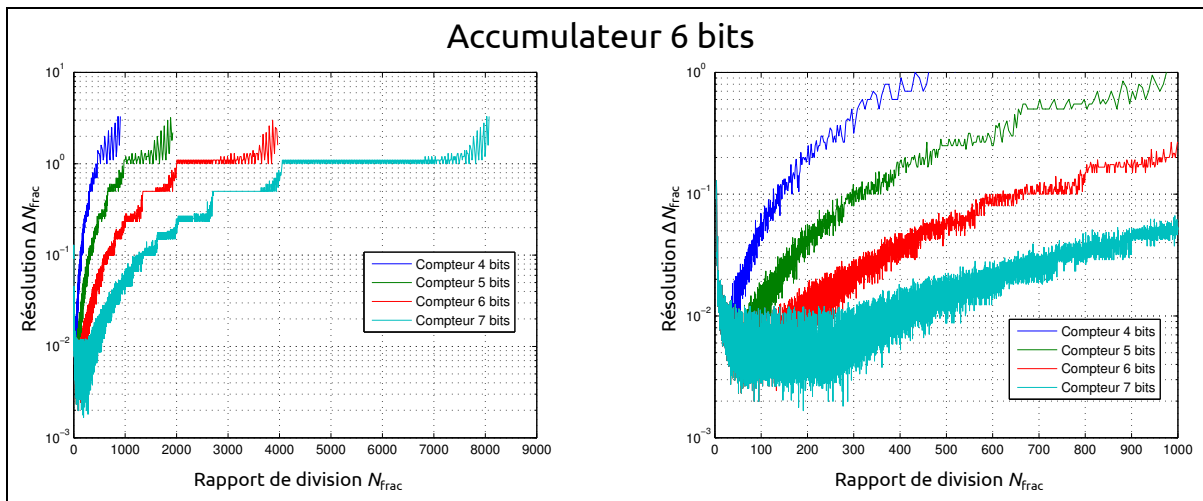 Accumulateur 6 bits
Résolution ΔN_frac
10^1
10^0
10^-1
10^-2
10^-3
0 1000 2000 3000 4000 5000 6000 7000 8000 9000
Rapport de division N_frac
Compteur 4 bits
Compteur 5 bits
Compteur 6 bits
Compteur 7 bits
Résolution ΔN_frac
10^0
10^-1
10^-2
10^-3
0 100 200 300 400 500 600 700 800 900 1000
Rapport de division N_frac
Compteur 4 bits
Compteur 5 bits
Compteur 6 bits
Compteur 7 bits